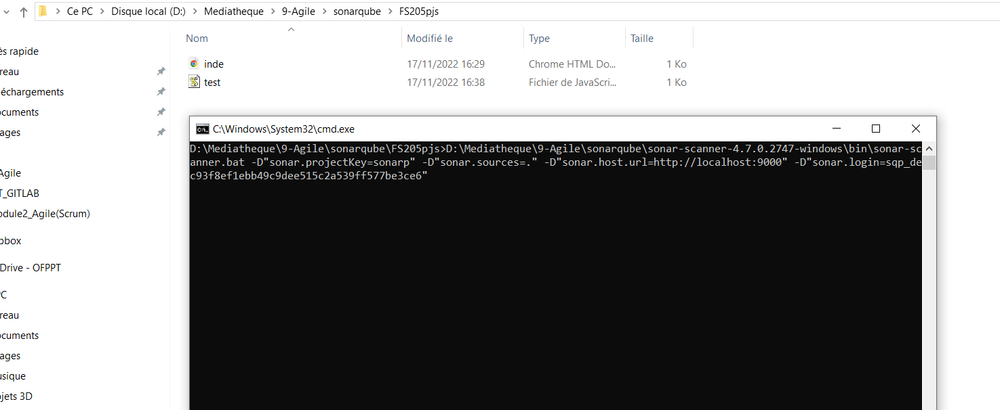 Ce PC > Disque local (D:) > Mediatheque > 9-Agile > sonarqube > FS205pjs
Nom Modifié le Type Taille
ès rapide
inde 17/11/2022 16:29 Chrome HTML Do... 1 Ko
reau
test 17/11/2022 16:38 Fichier de JavaScri... 1 Ko
léchargements
ocuments
ages
Agile
T_GITLAB
odule2_Agile(Scrum)
pbox
Drive - OFPPT
PC
reau
ocuments
ages
usique
jets 3D
C:\Windows\System32\cmd.exe
D:\Mediatheque\9-Agile\sonarqube\FS205pjs>D:\Mediatheque\9-Agile\sonarqube\sonar-scanner-4.7.0.2747-windows\bin\sonar-sc
anner.bat -D"sonar.projectKey=sonarp" -D"sonar.sources=." -D"sonar.host.url=http://localhost:9000" -D"sonar.login=sqp_de
c93f8ef1ebb49c9dee515c2a539ff577be3ce6"